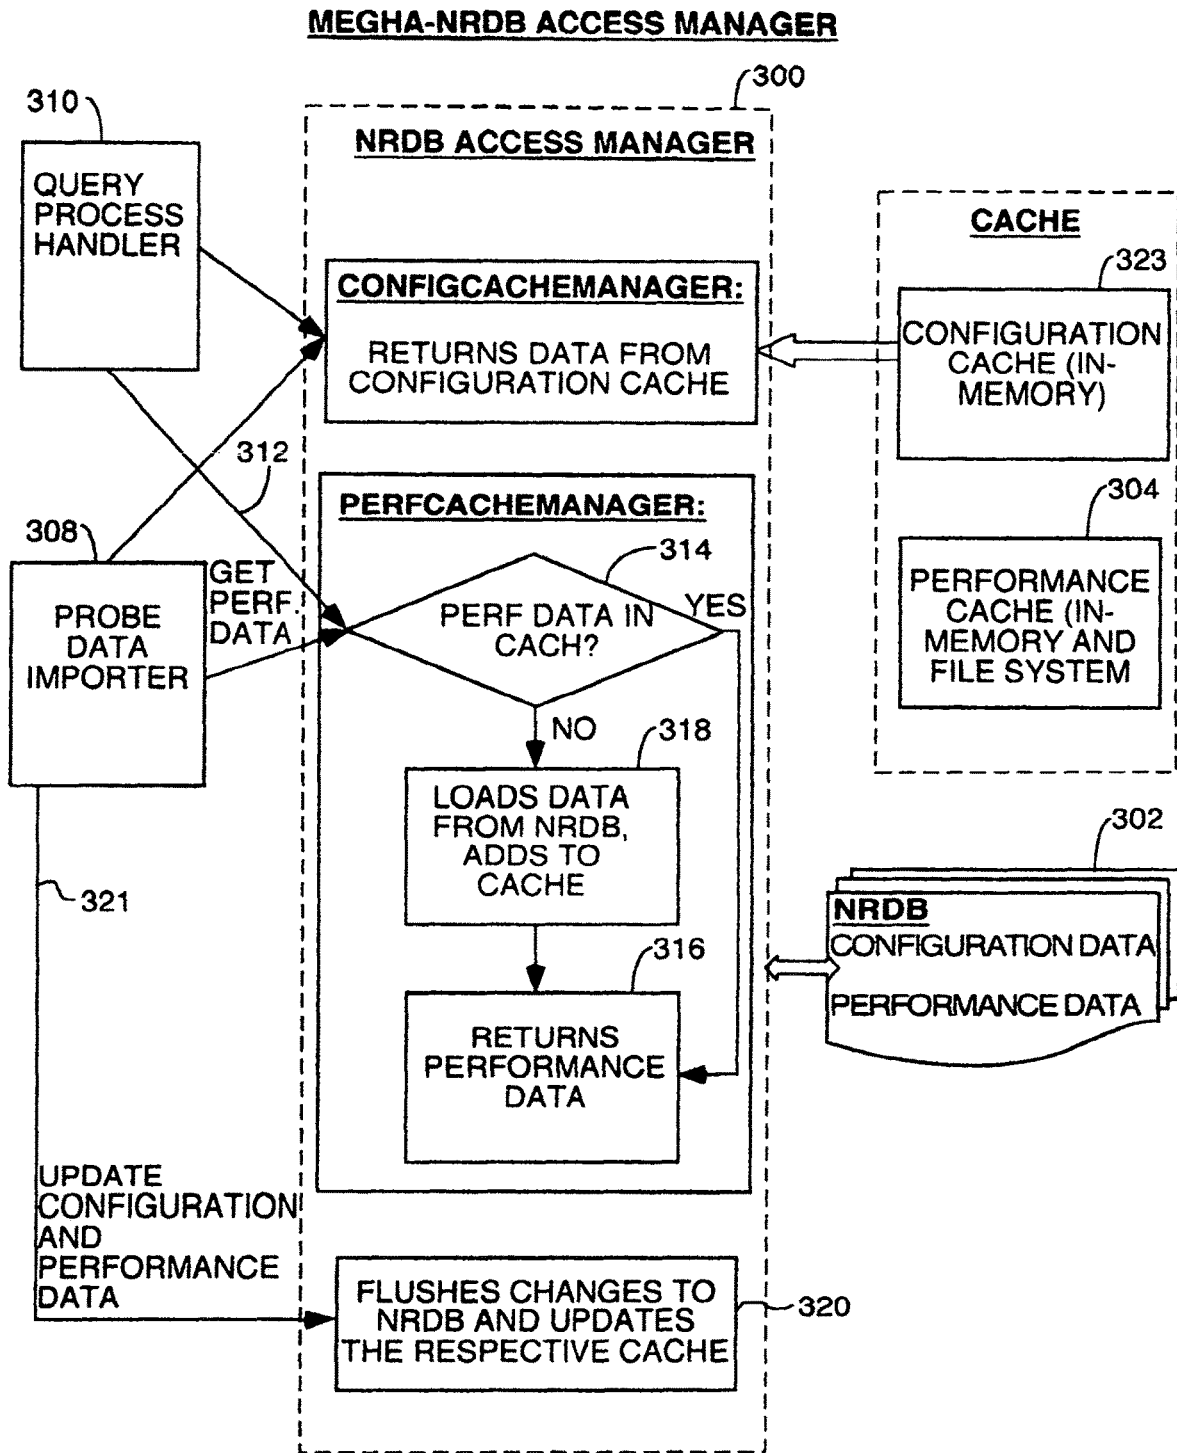 MEGHA-NRDB ACCESS MANAGER
300
310
NRDB ACCESS MANAGER
QUERY
PROCESS
HANDLER
CACHE
323
CONFIGCACHEMANAGER:
RETURNS DATA FROM
CONFIGURATION CACHE
CONFIGURATION
CACHE (IN-
MEMORY)
312
304
PERFCACHEMANAGER:
308
314
GET
PERF.
DATA
YES
PERF DATA IN
CACH?
PROBE
DATA
IMPORTER
PERFORMANCE
CACHE (IN-
MEMORY AND
FILE SYSTEM
NO
318
LOADS DATA
FROM NRDB,
ADDS TO
CACHE
302
321
NRDB
CONFIGURATION DATA
PERFORMANCE DATA
316
RETURNS
PERFORMANCE
DATA
UPDATE
CONFIGURATION
AND
PERFORMANCE
DATA
FLUSHES CHANGES TO
NRDB AND UPDATES
THE RESPECTIVE CACHE
320